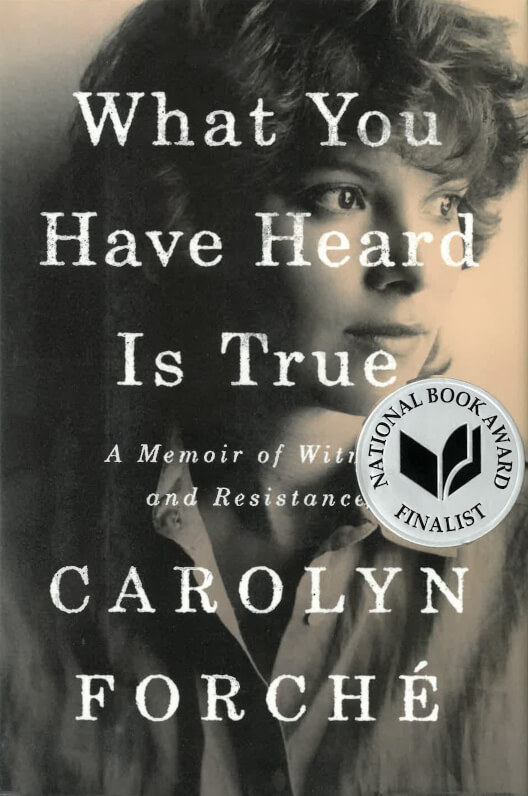 What You
Have Heard
Is True
A Memoir of
and Resistance
CAROLYN
FORCHÉ
NATIONAL BOOK AWARD
FINALIST